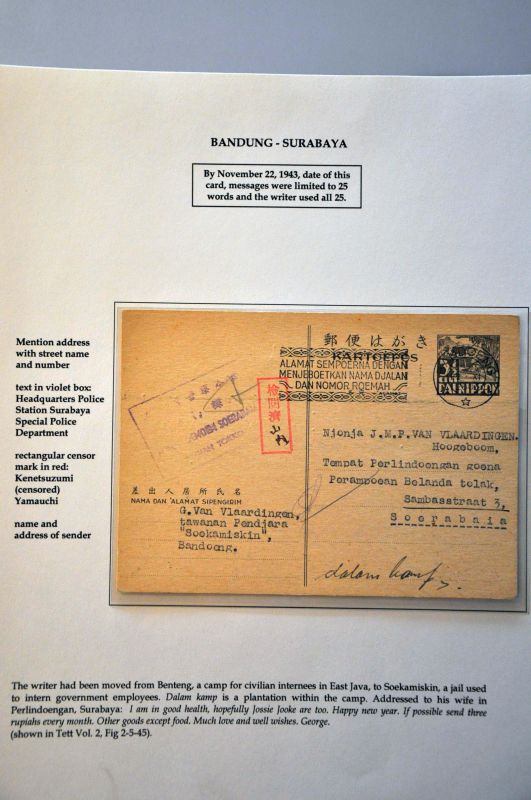 BANDUNG - SURABAYA
By November 22, 1943, date of this
card, messages were limited to 25
words and the writer used all 25.
Mention address
with street name
and number
text in violet box:
Headquarters Police
Station Surabaya
Special Police
Department
rectangular censor
mark in red:
Kenetsuzumi
(censored)
Yamauchi
name and
address of sender
郵便はがき
KARTOEPOS
ALAMAT SEMPOERNA DENGAN
MENJEBOETKAN NAMA DJALAN
DAN NOMOR ROEMAH
3½
DAI NIPPON
検閲済
差出人居所氏名
NAMA DAN ALAMAT SIPENGIRIM
G.Van Vlaardingen,
tawanan Pendjara
"Soekamiskin",
Bandoeng.
Njonja J.M.P.VAN VLAARDINGEN.
Hoogeboom,
Tempat Perlindoengan goena
Perampoean Belanda tolak,
Sambasstraat 3,
Soerabaia
dalam kamp
The writer had been moved from Benteng, a camp for civilian internees in East Java, to Soekamiskin, a jail used
to intern government employees. Dalam kamp is a plantation within the camp. Addressed to his wife in
Perlindoengan, Surabaya: I am in good health, hopefully Jossie Jooke are too. Happy new year. If possible send three
rupiahs every month. Other goods except food. Much love and well wishes. George.
(shown in Tett Vol. 2, Fig 2-5-45).